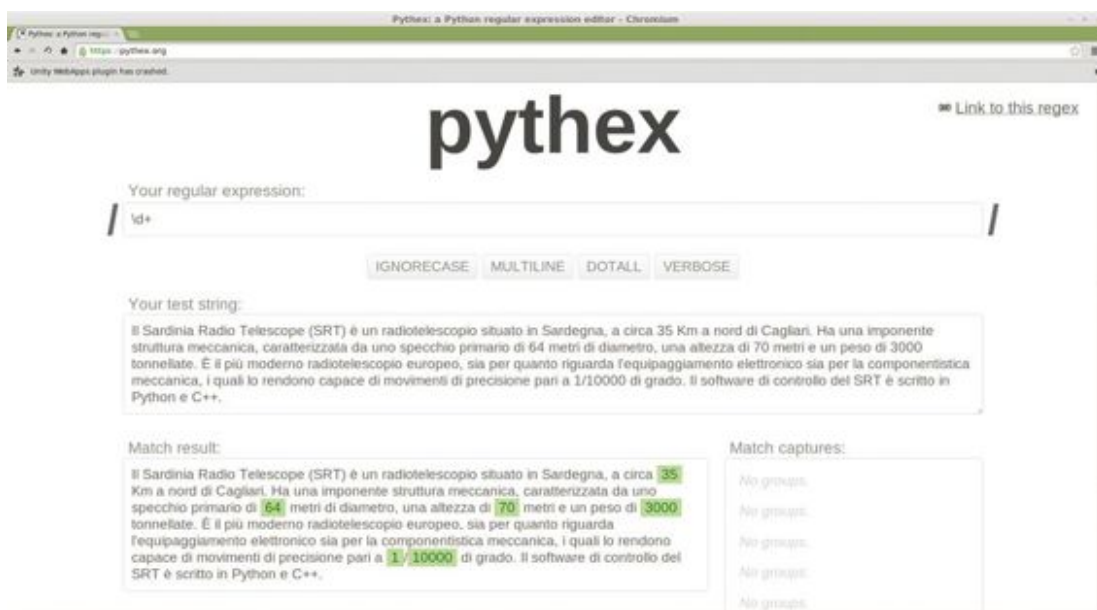 Pythex: a Python regular expression editor - Chromium
Pythex: a Python reg
https pythex.org
Unity WebApps plugin has crashed.
pythex
Link to this regex
Your regular expression:
/ \d+ /
IGNORECASE MULTILINE DOTALL VERBOSE
Your test string:
Il Sardinia Radio Telescope (SRT) è un radiotelescopio situato in Sardegna, a circa 35 Km a nord di Cagliari. Ha una imponente
struttura meccanica, caratterizzata da uno specchio primario di 64 metri di diametro, una altezza di 70 metri e un peso di 3000
tonnellate. È il più moderno radiotelescopio europeo, sia per quanto riguarda l'equipaggiamento elettronico sia per la componentistica
meccanica, i quali lo rendono capace di movimenti di precisione pari a 1/10000 di grado. Il software di controllo del SRT è scritto in
Python e C++.
Match result:
Il Sardinia Radio Telescope (SRT) è un radiotelescopio situato in Sardegna, a circa 35
Km a nord di Cagliari. Ha una imponente struttura meccanica, caratterizzata da uno
specchio primario di 64 metri di diametro, una altezza di 70 metri e un peso di 3000
tonnellate. È il più moderno radiotelescopio europeo, sia per quanto riguarda
l'equipaggiamento elettronico sia per la componentistica meccanica, i quali lo rendono
capace di movimenti di precisione pari a 1/10000 di grado. Il software di controllo del
SRT è scritto in Python e C++.
Match captures:
No groups.
No groups.
No groups.
No groups.
No groups.